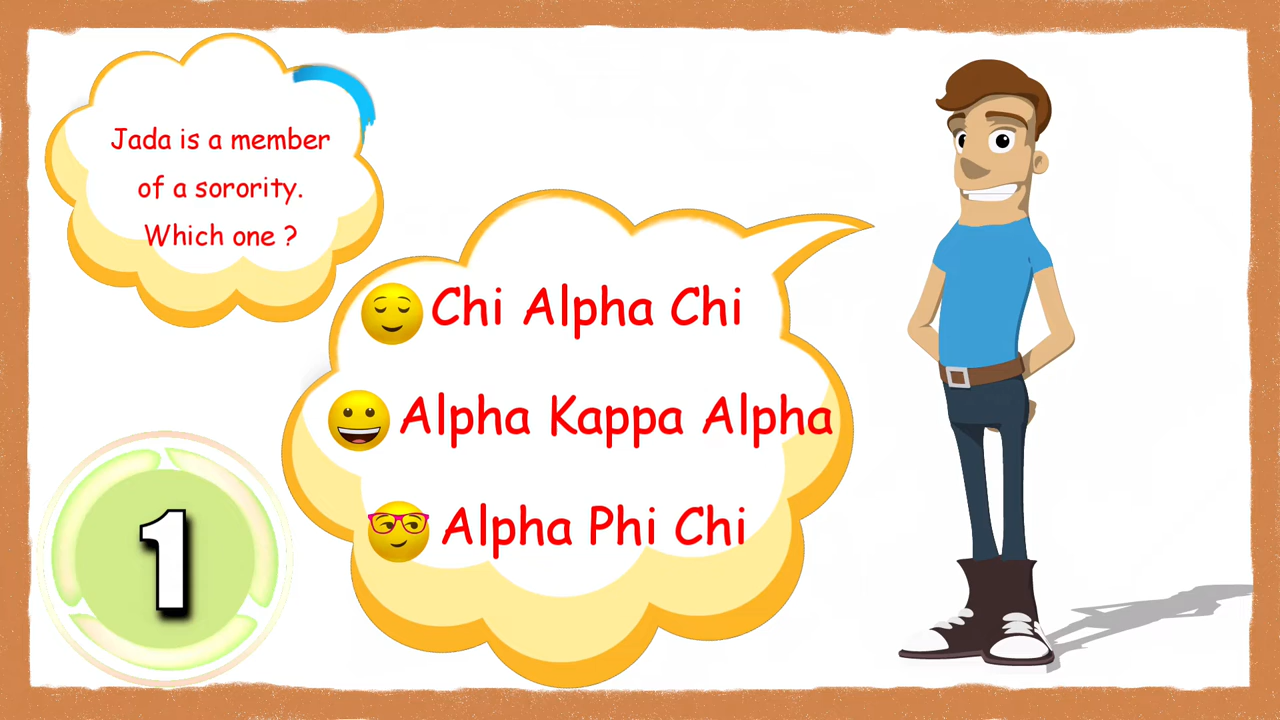 Jada is a member
of a sorority.
Which one ?
Chi Alpha Chi
Alpha Kappa Alpha
Alpha Phi Chi
1